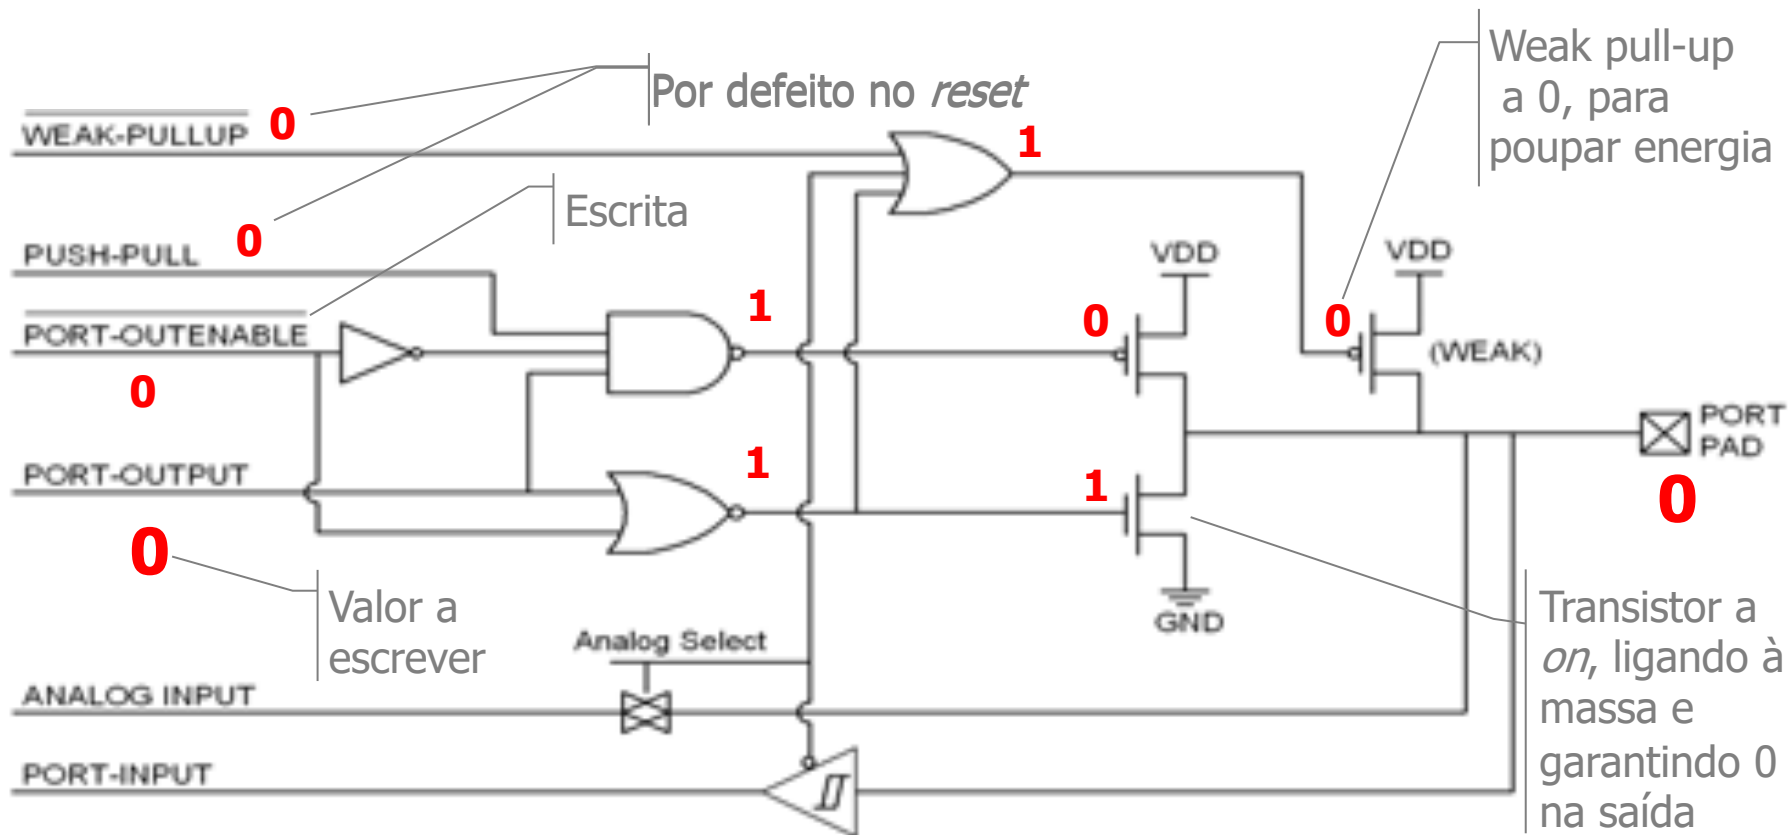 WEAK-PULLUP
0
Por defeito no reset
1
Weak pull-up
a 0, para
poupar energia
PUSH-PULL
0
Escrita
VDD
VDD
PORT-OUTENABLE
0
1
0
0
(WEAK)
PORT
PAD
0
PORT-OUTPUT
0
1
1
Valor a
escrever
GND
Transistor a
on, ligando à
massa e
garantindo 0
na saída
Analog Select
ANALOG INPUT
PORT-INPUT